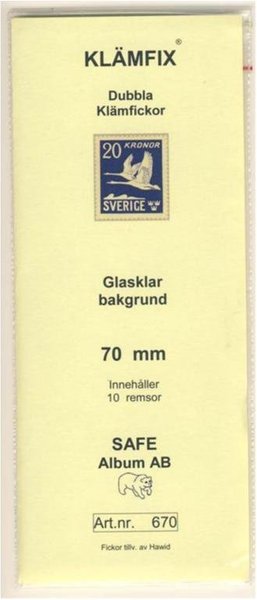 KLÄMFIX ®
Dubbla
Klämfickor
20 KRONOR
SVERIGE
Glasklar
bakgrund
70 mm
Innehåller
10 remsor
SAFE
Album AB
Art.nr. 670
Fickor tillv. av Hawid